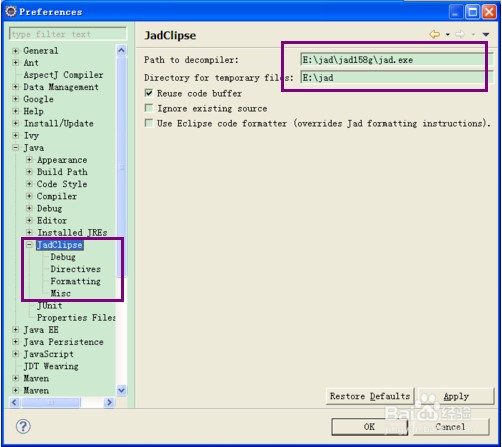 Preferences
type filter text
General
Ant
AspectJ Compiler
Data Management
Google
Help
Install/Update
Ivy
Java
Appearance
Build Path
Code Style
Compiler
Debug
Editor
Installed JREs
JadClipse
Debug
Directives
Formatting
Misc
JUnit
Properties Files
Java EE
Java Persistence
JavaScript
JDT Weaving
Maven
Maven
JadClipse
Path to decompiler: E:\jad\jad158g\jad.exe
Directory for temporary files: E:\jad
Reuse code buffer
Ignore existing source
Use Eclipse code formatter (overrides Jad formatting instructions).
Restore Defaults Apply
OK Cancel